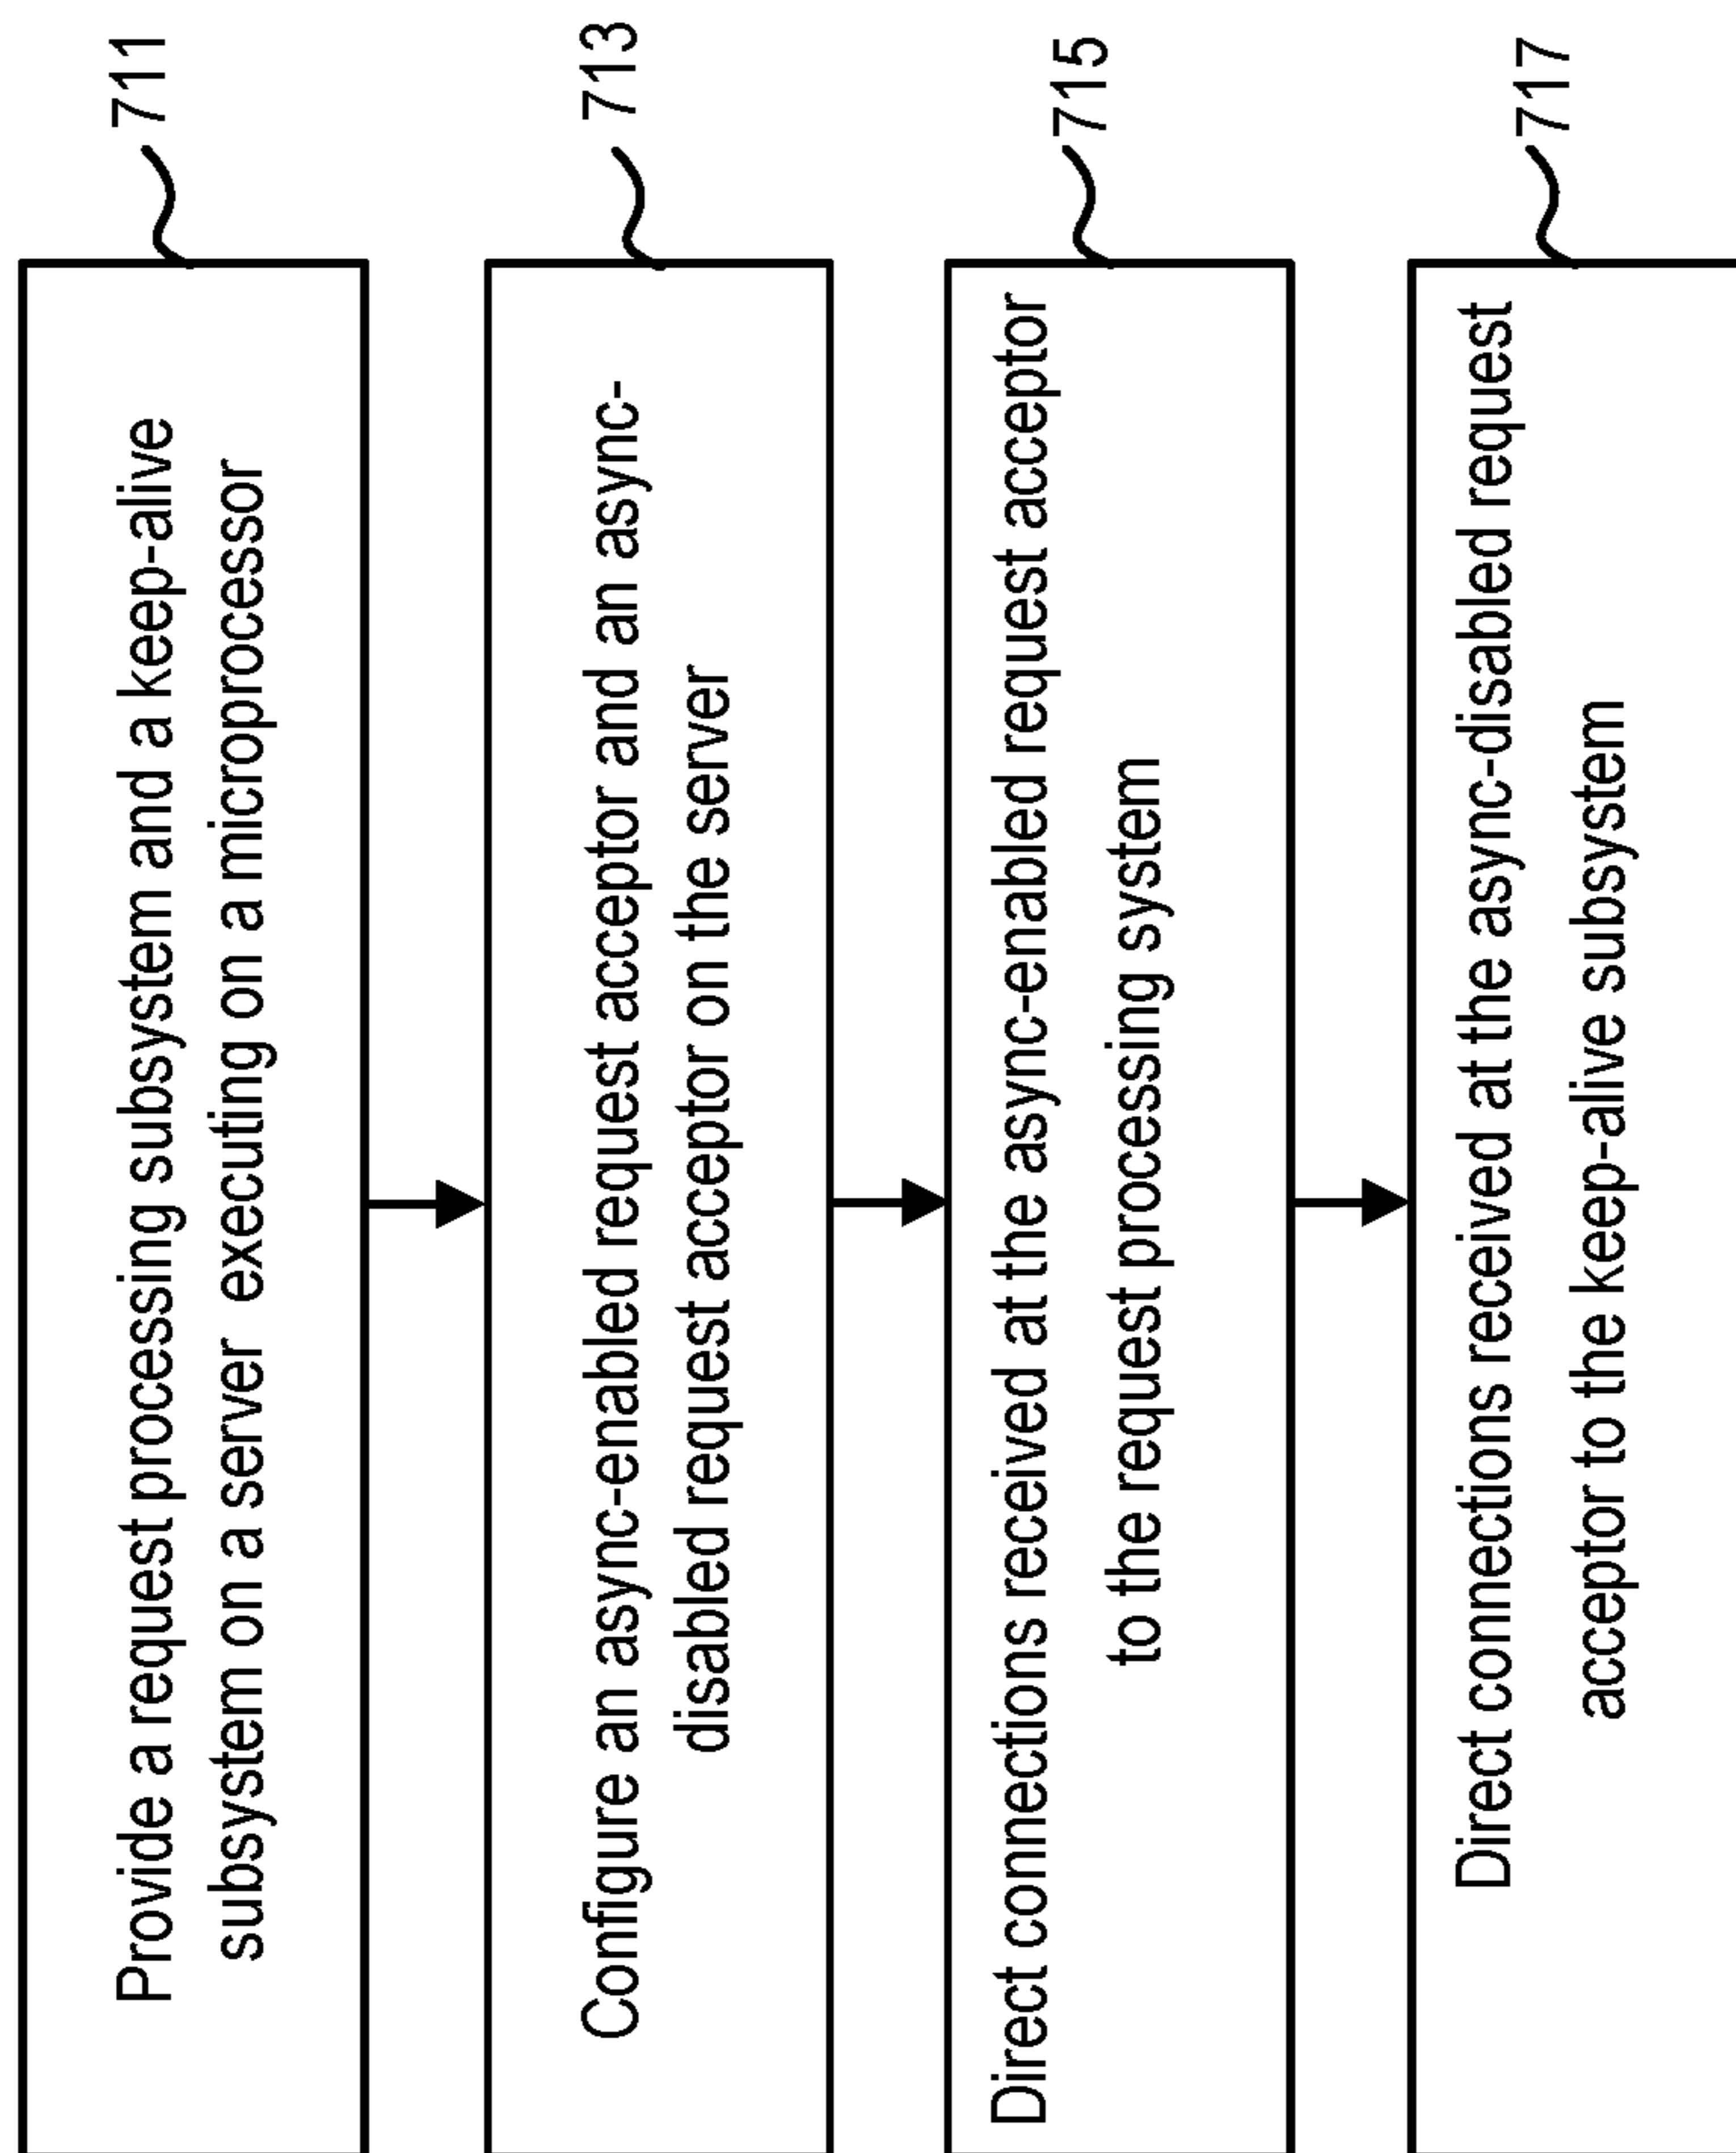 Provide a request processing subsystem and a keep-alive
subsystem on a server executing on a microprocessor
711
Configure an async-enabled request acceptor and an async-
disabled request acceptor on the server
713
Direct connections received at the async-enabled request acceptor
to the request processing system
715
Direct connections received at the async-disabled request
acceptor to the keep-alive subsystem
717